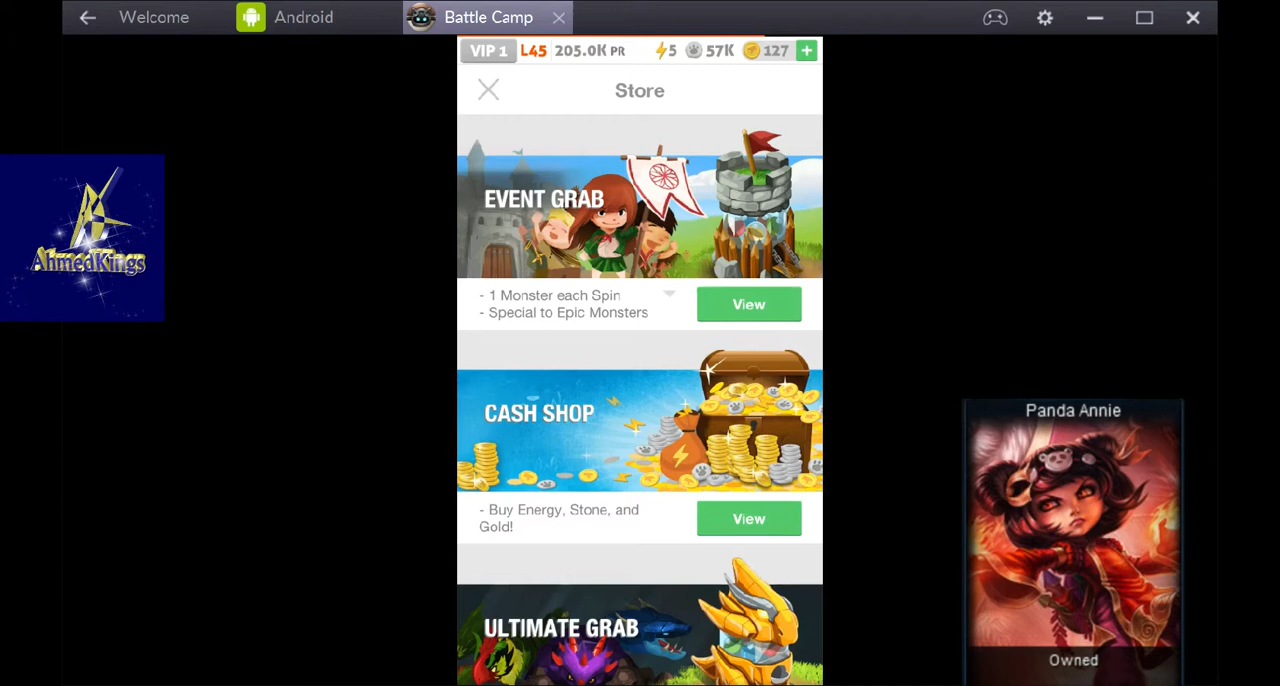 Welcome
Android
Battle Camp
VIP 1 L45 205.0K PR 5 57K 127 +
Store
EVENT GRAB
- 1 Monster each Spin
- Special to Epic Monsters
View
CASH SHOP
- Buy Energy, Stone, and
Gold!
View
ULTIMATE GRAB
AhmedKings
Panda Annie
Owned